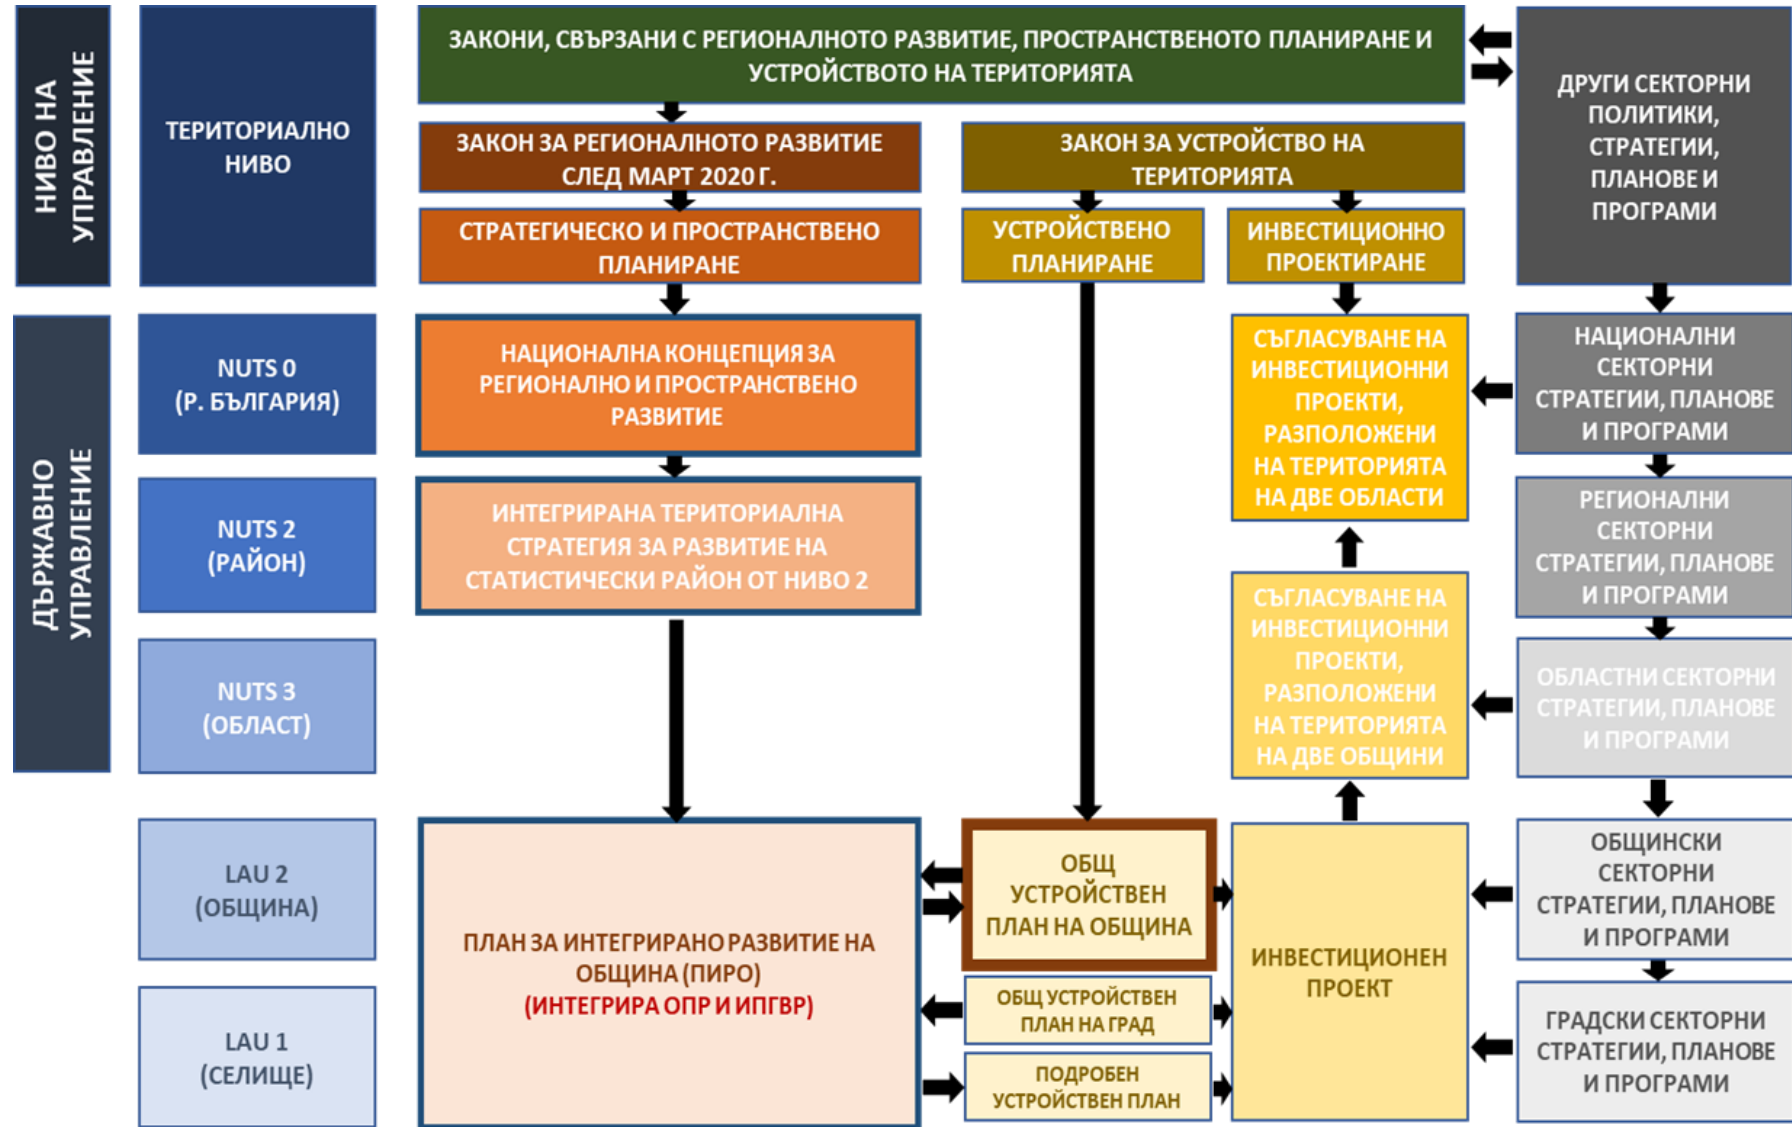 НИВО НА
УПРАВЛЕНИЕ
ТЕРИТОРИАЛНО
НИВО
ЗАКОНИ, СВЪРЗАНИ С РЕГИОНАЛНОТО РАЗВИТИЕ, ПРОСТРАНСТВЕНОТО ПЛАНИРАНЕ И
УСТРОЙСТВОТО НА ТЕРИТОРИЯТА
ЗАКОН ЗА РЕГИОНАЛНОТО РАЗВИТИЕ
СЛЕД МАРТ 2020 Г.
ЗАКОН ЗА УСТРОЙСТВО НА
ТЕРИТОРИЯТА
СТРАТЕГИЧЕСКО И ПРОСТРАНСТВЕНО
ПЛАНИРАНЕ
УСТРОЙСТВЕНО
ПЛАНИРАНЕ
ИНВЕСТИЦИОННО
ПРОЕКТИРАНЕ
ДРУГИ СЕКТОРНИ
ПОЛИТИКИ,
СТРАТЕГИИ,
ПЛАНОВЕ И
ПРОГРАМИ
ДЪРЖАВНО
УПРАВЛЕНИЕ
NUTS 0
(Р. БЪЛГАРИЯ)
НАЦИОНАЛНА КОНЦЕПЦИЯ ЗА
РЕГИОНАЛНО И ПРОСТРАНСТВЕНО
РАЗВИТИЕ
СЪГЛАСУВАНЕ НА
ИНВЕСТИЦИОННИ
ПРОЕКТИ,
РАЗПОЛОЖЕНИ
НА ТЕРИТОРИЯТА
НА ДВЕ ОБЛАСТИ
НАЦИОНАЛНИ
СЕКТОРНИ
СТРАТЕГИИ, ПЛАНОВЕ
И ПРОГРАМИ
NUTS 2
(РАЙОН)
ИНТЕГРИРАНА ТЕРИТОРИАЛНА
СТРАТЕГИЯ ЗА РАЗВИТИЕ НА
СТАТИСТИЧЕСКИ РАЙОН ОТ НИВО 2
РЕГИОНАЛНИ
СЕКТОРНИ
СТРАТЕГИИ, ПЛАНОВЕ
И ПРОГРАМИ
NUTS 3
(ОБЛАСТ)
СЪГЛАСУВАНЕ НА
ИНВЕСТИЦИОННИ
ПРОЕКТИ,
РАЗПОЛОЖЕНИ
НА ТЕРИТОРИЯТА
НА ДВЕ ОБЩИНИ
ОБЛАСТНИ СЕКТОРНИ
СТРАТЕГИИ, ПЛАНОВЕ
И ПРОГРАМИ
LAU 2
(ОБЩИНА)
ПЛАН ЗА ИНТЕГРИРАНО РАЗВИТИЕ НА
ОБЩИНА (ПИРО)
(ИНТЕГРИРА ОПР И ИПГВР)
ОБЩ
УСТРОЙСТВЕН
ПЛАН НА ОБЩИНА
ИНВЕСТИЦИОНЕН
ПРОЕКТ
ОБЩИНСКИ
СЕКТОРНИ
СТРАТЕГИИ, ПЛАНОВЕ
И ПРОГРАМИ
LAU 1
(СЕЛИЩЕ)
ОБЩ УСТРОЙСТВЕН
ПЛАН НА ГРАД
ПОДРОБЕН
УСТРОЙСТВЕН ПЛАН
ГРАДСКИ СЕКТОРНИ
СТРАТЕГИИ, ПЛАНОВЕ
И ПРОГРАМИ